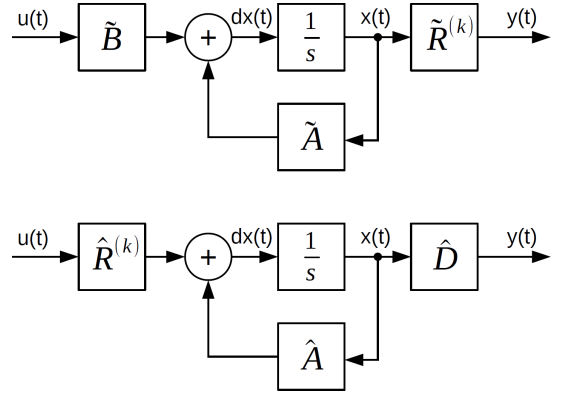 u(t) B̃ + dx(t) 1/s x(t) R̃^(k) y(t)
Ã
u(t) R̂^(k) + dx(t) 1/s x(t) D̂ y(t)
Â